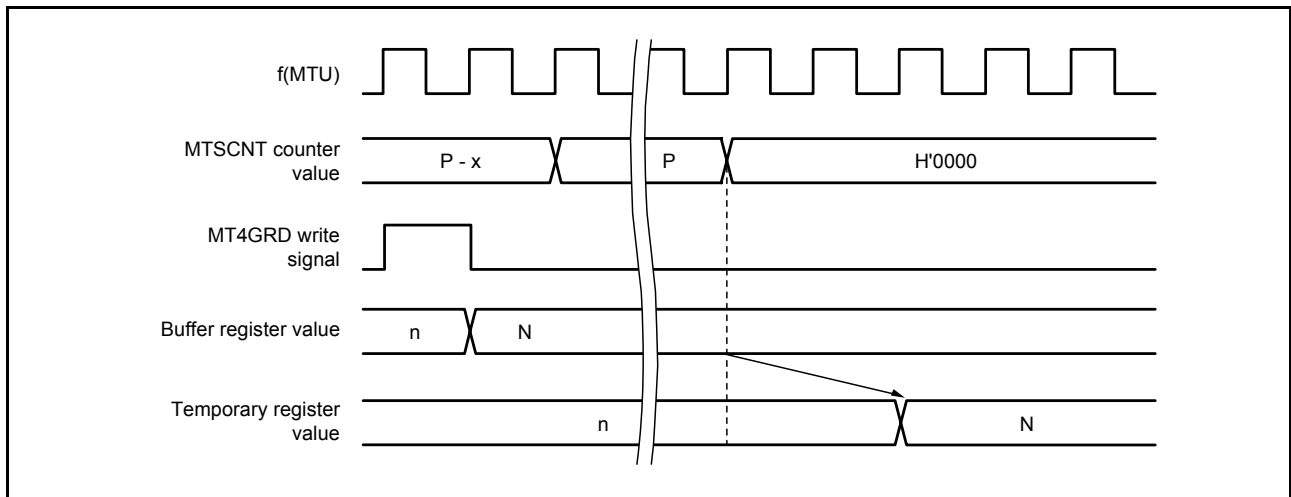 f(MTU)
MTSCNT counter
value
P - x
P
H'0000
MT4GRD write
signal
Buffer register value
n
N
Temporary register
value
n
N